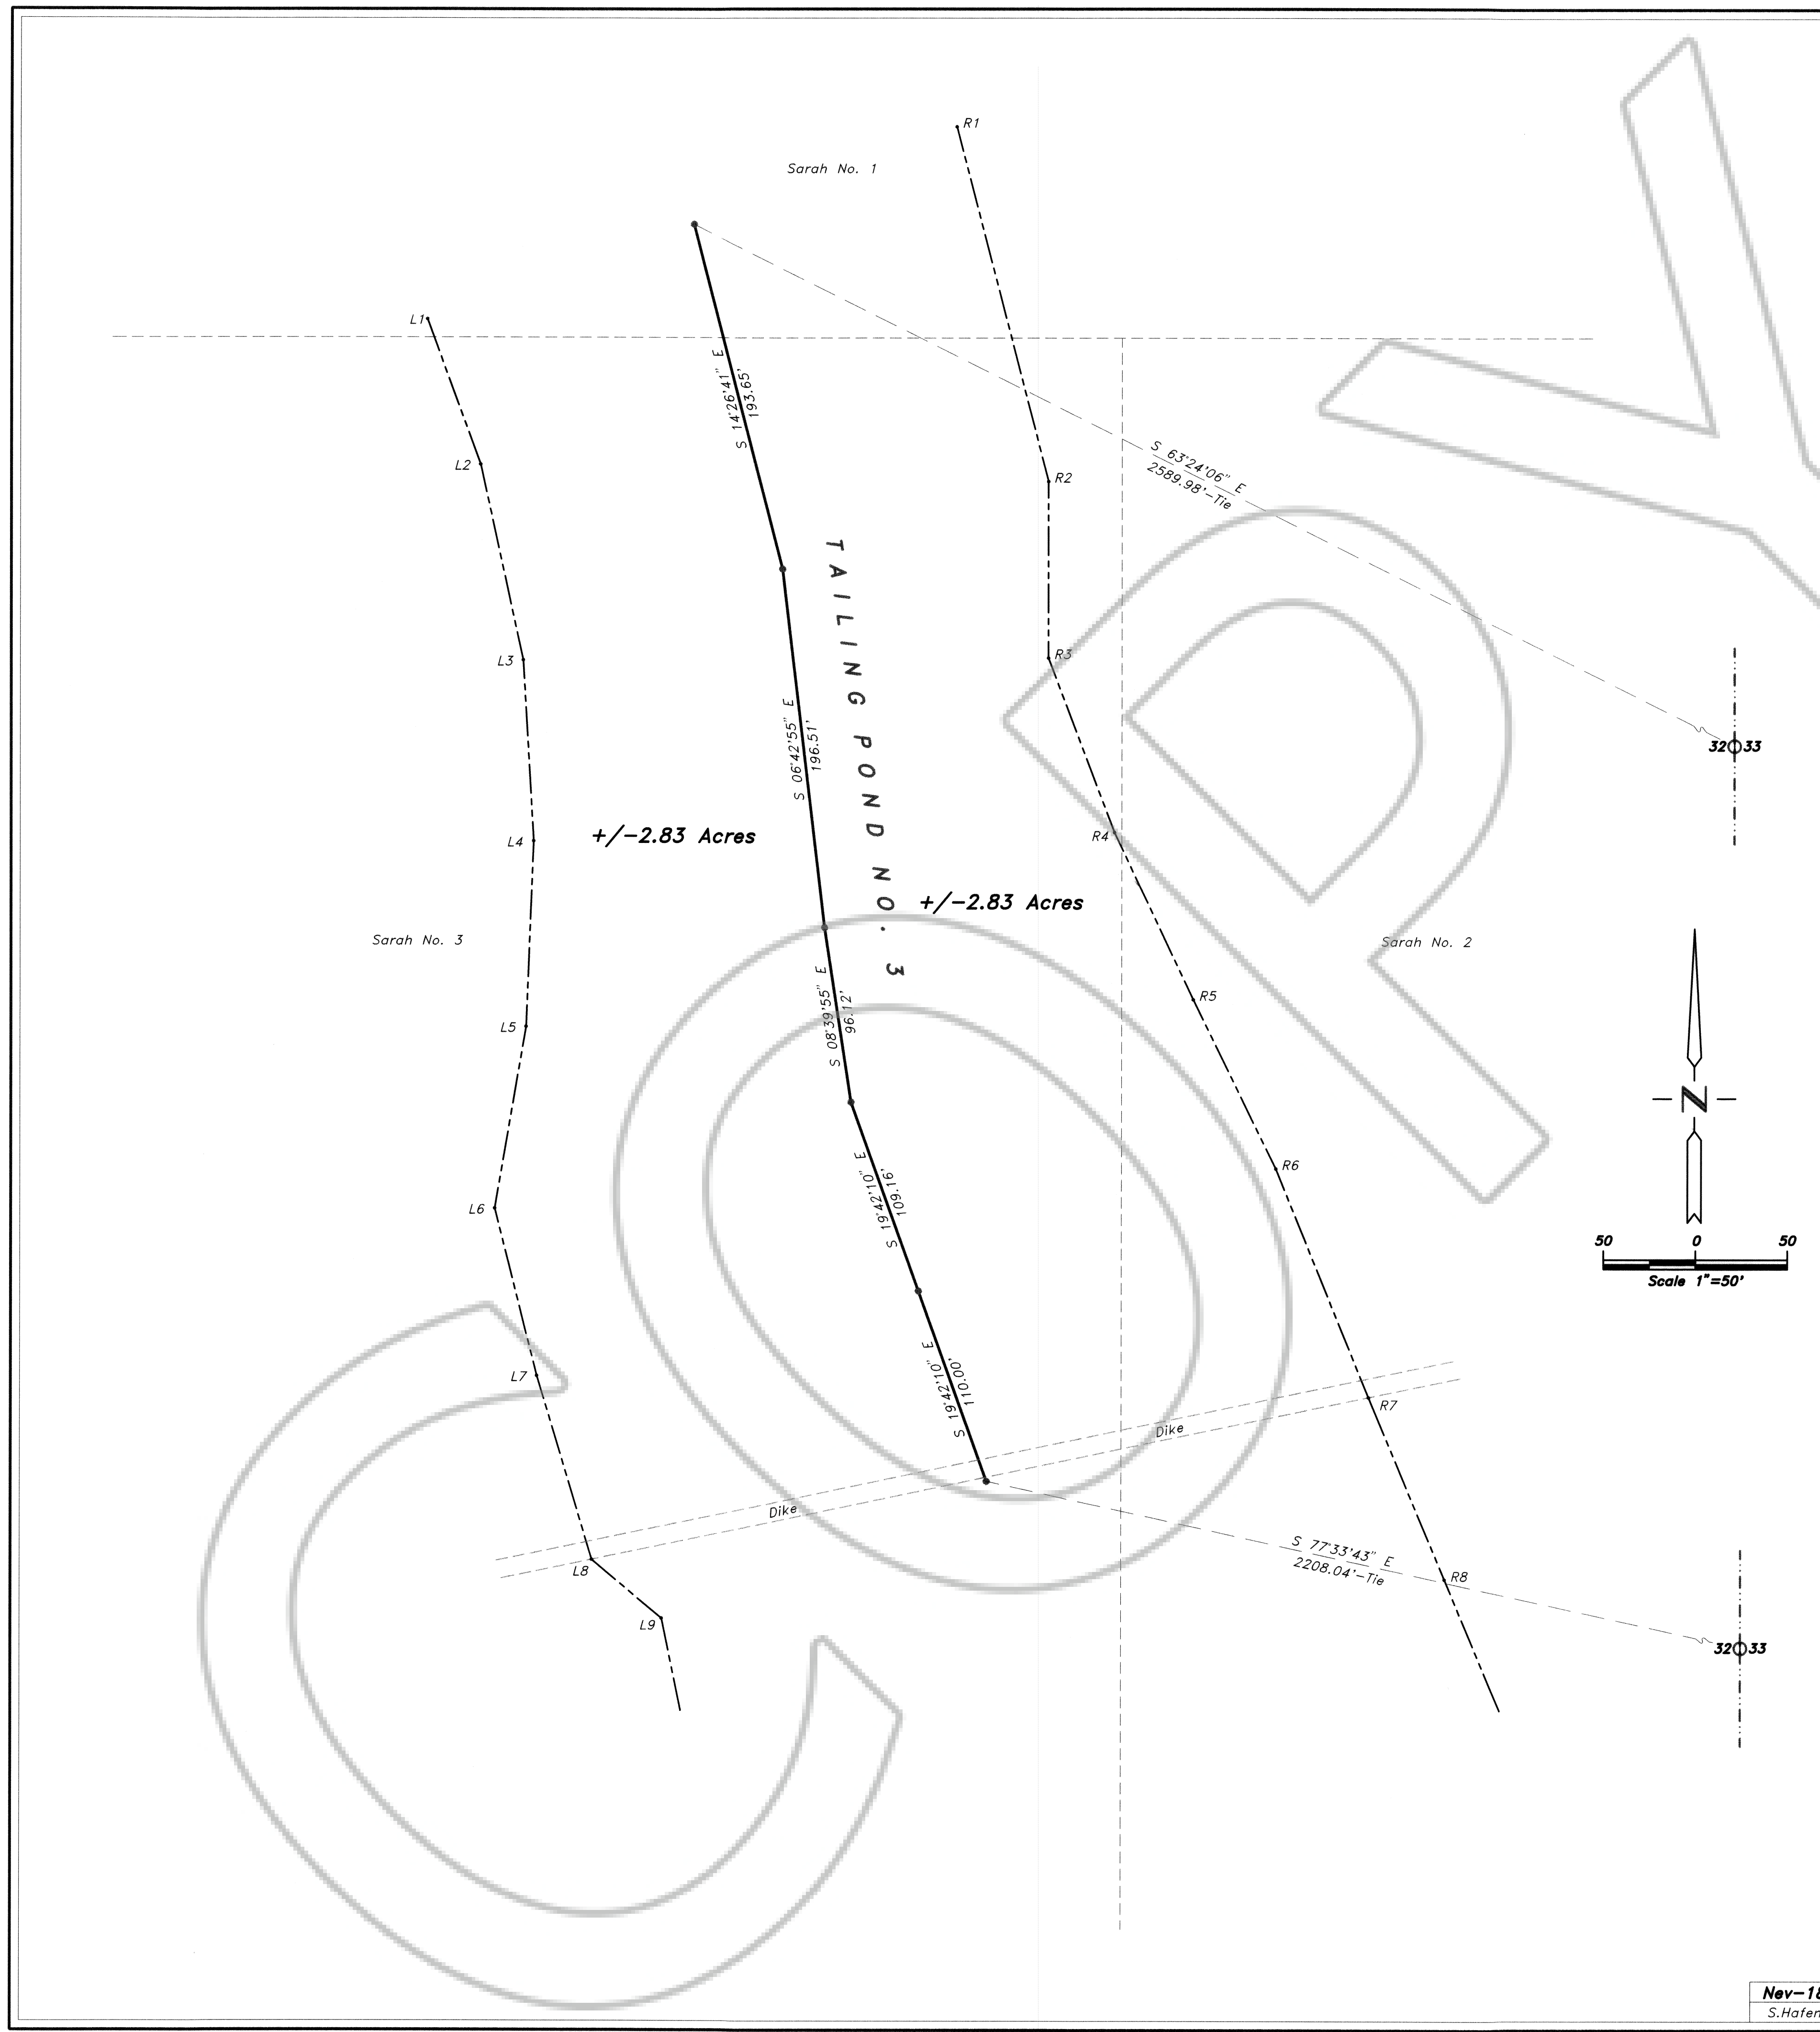 R1
Sarah No. 1
L1
S 14°26'41" E
193.65'
L2
R2
S 63°24'06" E
2589.98'-Tie
TAILING POND NO. 3
L3
R3
S 06°42'55" E
196.51'
32 33
L4
+/-2.83 Acres
R4
+/-2.83 Acres
Sarah No. 3
Sarah No. 2
S 08°39'55" E
96.12'
L5
R5
N
S 19°42'10" E
109.16'
R6
L6
50 0 50
Scale 1"=50'
S 19°42'10" E
110.00'
L7
R7
Dike
Dike
L8
S 77°33'43" E
2208.04'-Tie
R8
L9
32 33
COPY
Nev-18
S.Hafen